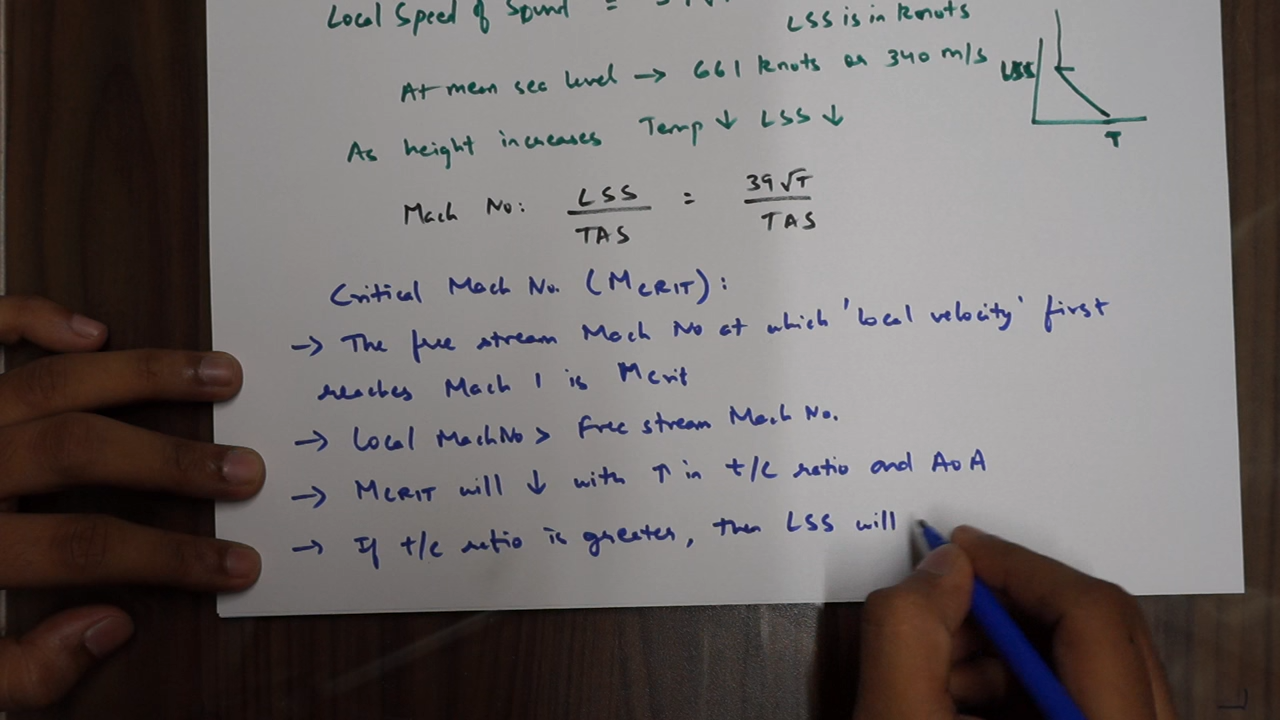 Local Speed of Sound =
LSS is in knots
At mean sea level → 661 knots or 340 m/s
LSS
T
As height increases Temp ↓ LSS ↓
Mach No: LSS / TAS = 39√T / TAS
Critical Mach No. (MCRIT):
→ The free stream Mach No at which 'local velocity' first
reaches Mach 1 is Mcrit
→ Local Mach No > Free stream Mach No.
→ MCRIT will ↓ with ↑ in t/c ratio and AoA
→ If t/c ratio is greater, then LSS will